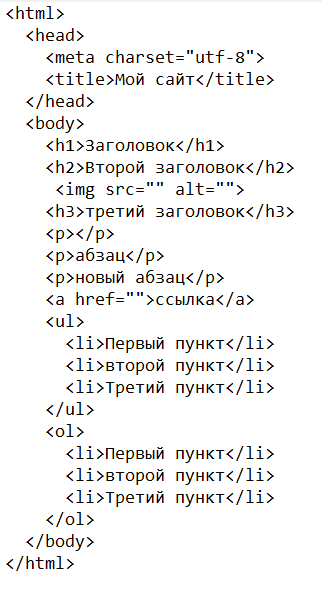 <html>
  <head>
    <meta charset="utf-8">
    <title>Мой сайт</title>
  </head>
  <body>
    <h1>Заголовок</h1>
    <h2>Второй заголовок</h2>
     <img src="" alt="">
    <h3>третий заголовок</h3>
    <p></p>
    <p>абзац</p>
    <p>новый абзац</p>
    <a href="">ссылка</a>
    <ul>
      <li>Первый пункт</li>
      <li>второй пункт</li>
      <li>Третий пункт</li>
    </ul>
    <ol>
      <li>Первый пункт</li>
      <li>второй пункт</li>
      <li>Третий пункт</li>
    </ol>
  </body>
</html>